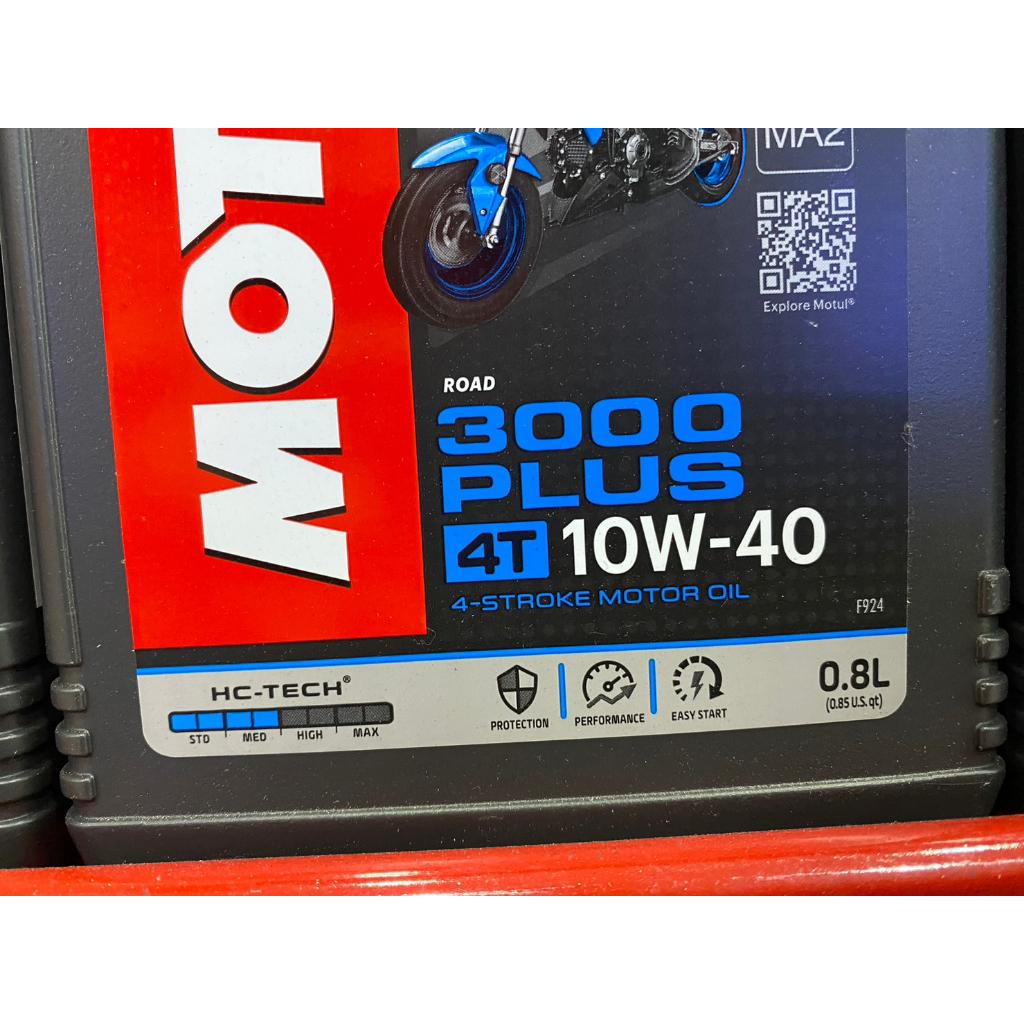 MOT
MA2
Explore Motul®
ROAD
3000
PLUS
4T 10W-40
4-STROKE MOTOR OIL
F924
HC-TECH®
STD MED HIGH MAX
PROTECTION
PERFORMANCE
EASY START
0.8L
(0.85 U.S. qt)